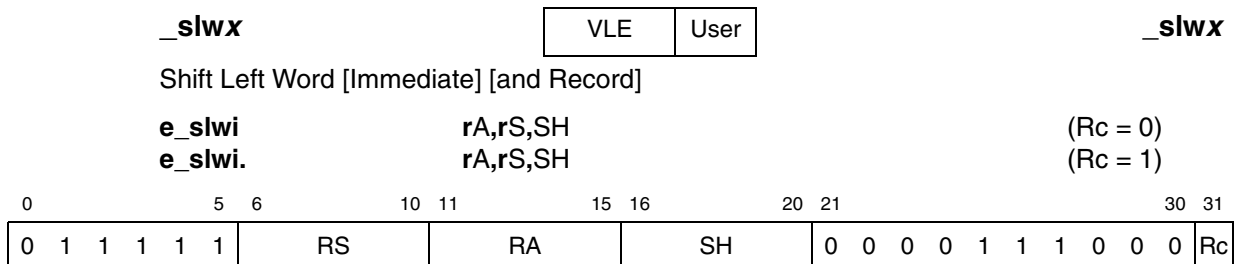 _slwx VLE User _slwx
Shift Left Word [Immediate] [and Record]
e_slwi rA,rS,SH (Rc = 0)
e_slwi. rA,rS,SH (Rc = 1)
0 5 6 10 11 15 16 20 21 30 31
0 1 1 1 1 1 RS RA SH 0 0 0 0 1 1 1 0 0 0 Rc